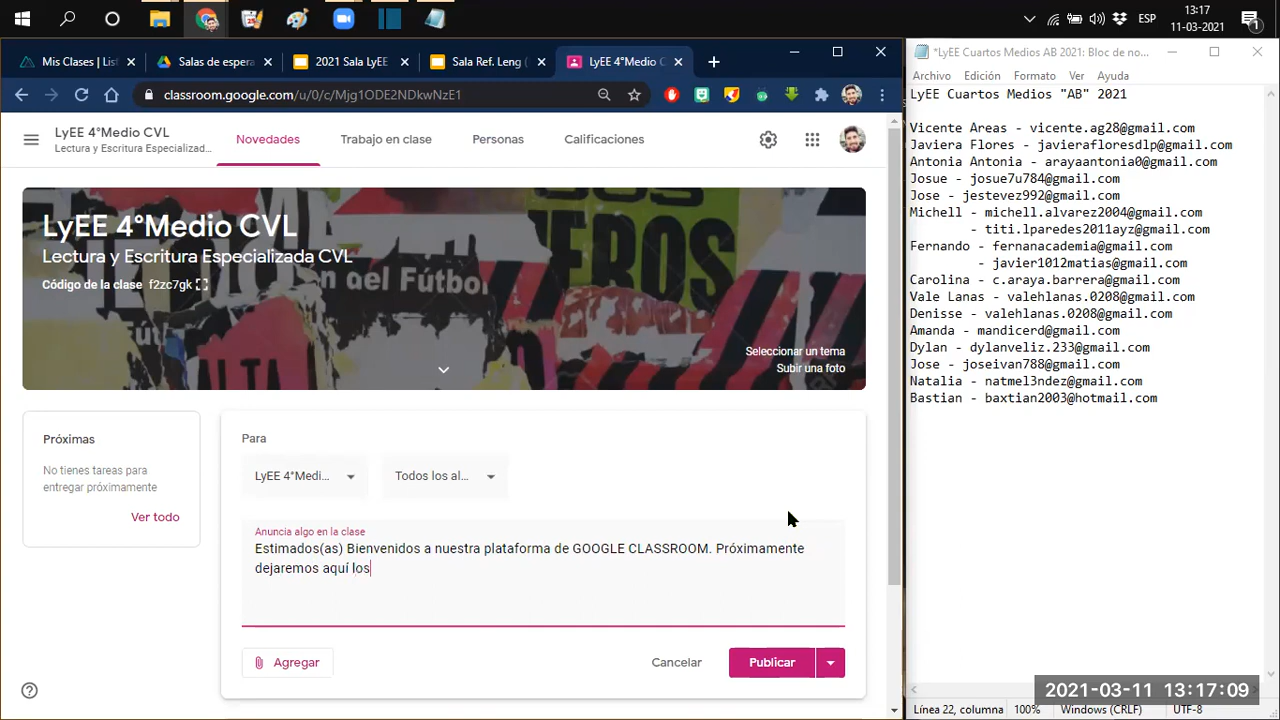 ESP
13:17
11-03-2021
1
Mis Clases | List
Salas de espera
2021 Sala LyEE
Sala Ref. Leng (
LyEE 4°Medio C
classroom.google.com/u/0/c/Mjg1ODE2NDkwNzE1
LyEE 4°Medio CVL
Lectura y Escritura Especializad...
Novedades
Trabajo en clase
Personas
Calificaciones
LyEE 4°Medio CVL
Lectura y Escritura Especializada CVL
Código de la clase f2zc7gk
Seleccionar un tema
Subir una foto
Próximas
No tienes tareas para
entregar próximamente
Ver todo
Para
LyEE 4°Medi...
Todos los al...
Anuncia algo en la clase
Estimados(as) Bienvenidos a nuestra plataforma de GOOGLE CLASSROOM. Próximamente
dejaremos aquí los
Agregar
Cancelar
Publicar
*LyEE Cuartos Medios AB 2021: Bloc de no...
Archivo Edición Formato Ver Ayuda
LyEE Cuartos Medios "AB" 2021
Vicente Areas - vicente.ag28@gmail.com
Javiera Flores - javierafloresdlp@gmail.com
Antonia Antonia - arayaantonia0@gmail.com
Josue - josue7u784@gmail.com
Jose - jestevez992@gmail.com
Michell - michell.alvarez2004@gmail.com
- titi.lparedes2011ayz@gmail.com
Fernando - fernanacademia@gmail.com
- javier1012matias@gmail.com
Carolina - c.araya.barrera@gmail.com
Vale Lanas - valehlanas.0208@gmail.com
Denisse - valehlanas.0208@gmail.com
Amanda - mandicerd@gmail.com
Dylan - dylanveliz.233@gmail.com
Jose - joseivan788@gmail.com
Natalia - natmel3ndez@gmail.com
Bastian - baxtian2003@hotmail.com
2021-03-11 13:17:09
Línea 22, columna 100% Windows (CRLF) UTF-8